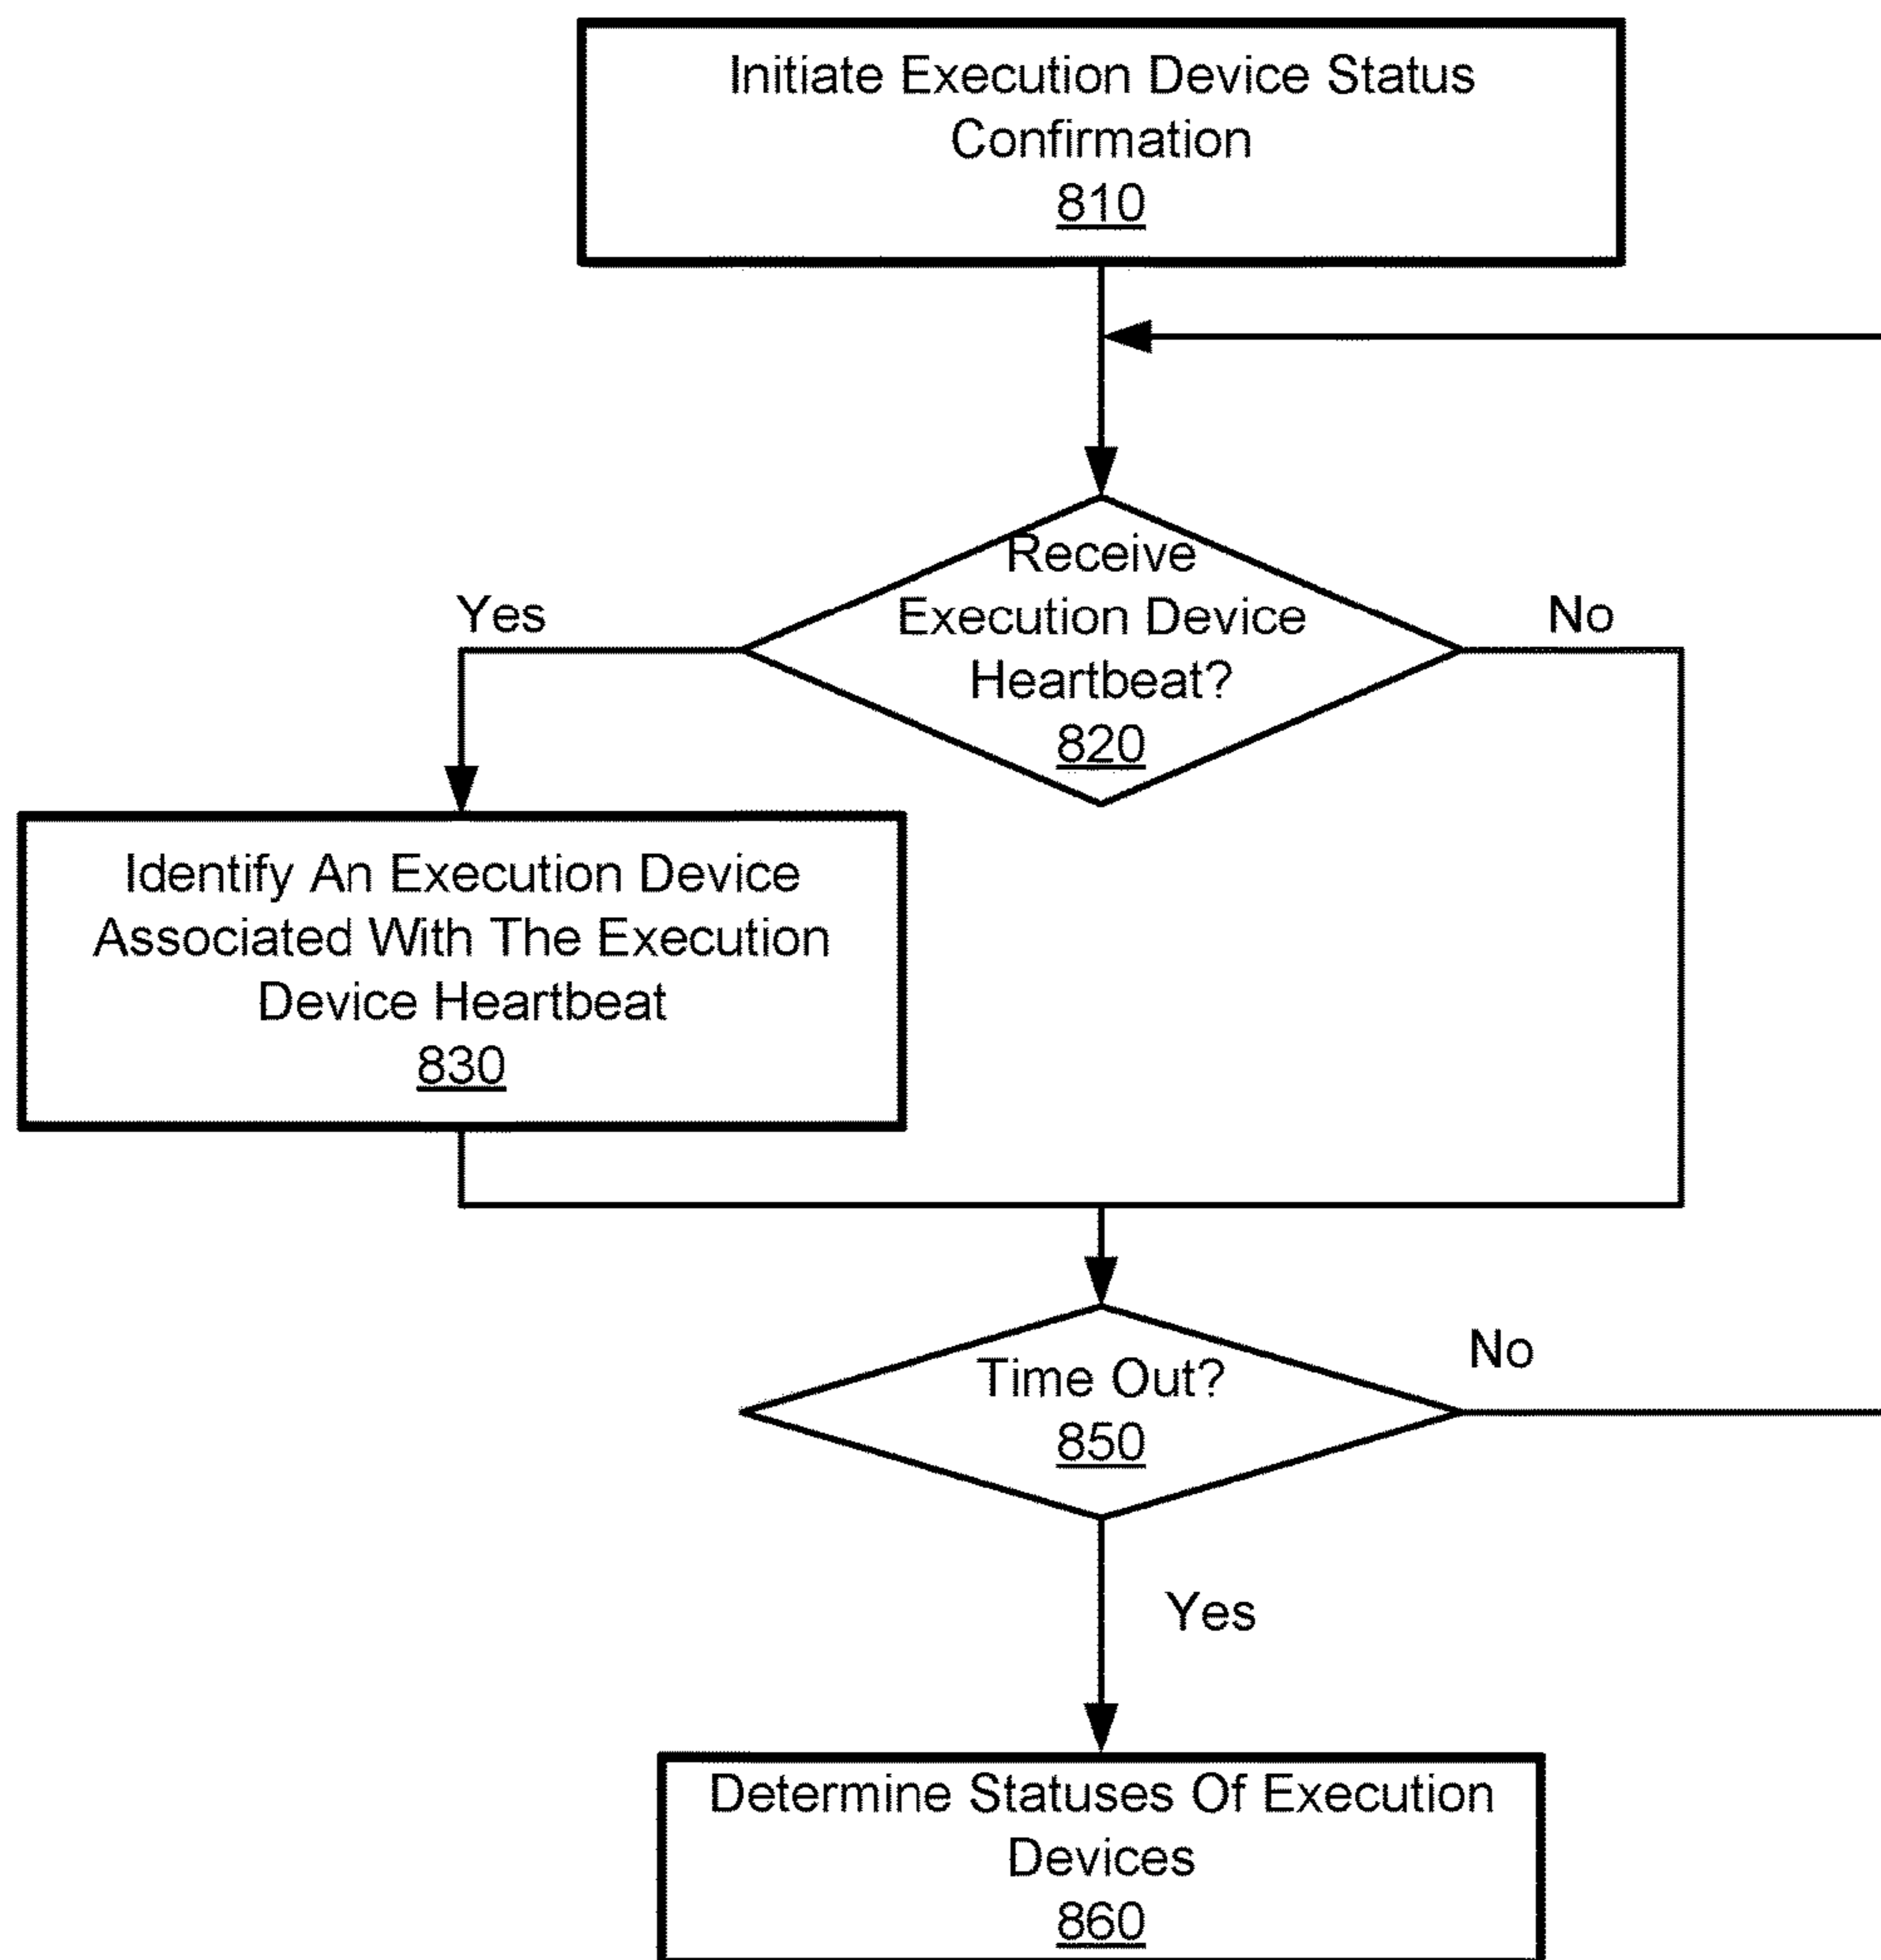 Initiate Execution Device Status
Confirmation
810
Receive
Execution Device
Heartbeat?
820
Yes
No
Identify An Execution Device
Associated With The Execution
Device Heartbeat
830
Time Out?
850
No
Yes
Determine Statuses Of Execution
Devices
860